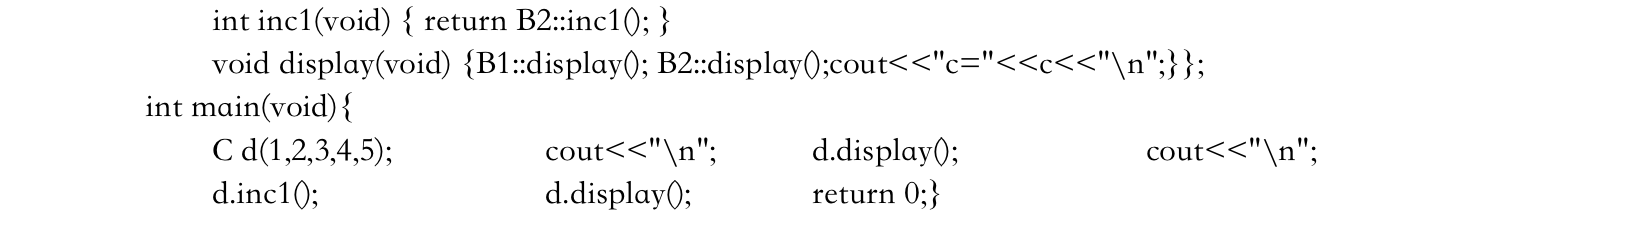 int inc1(void) { return B2::inc1(); }
void display(void) {B1::display(); B2::display();cout<<"c="<<c<<"\n";}};
int main(void){
C d(1,2,3,4,5); cout<<"\n"; d.display(); cout<<"\n";
d.inc1(); d.display(); return 0;}